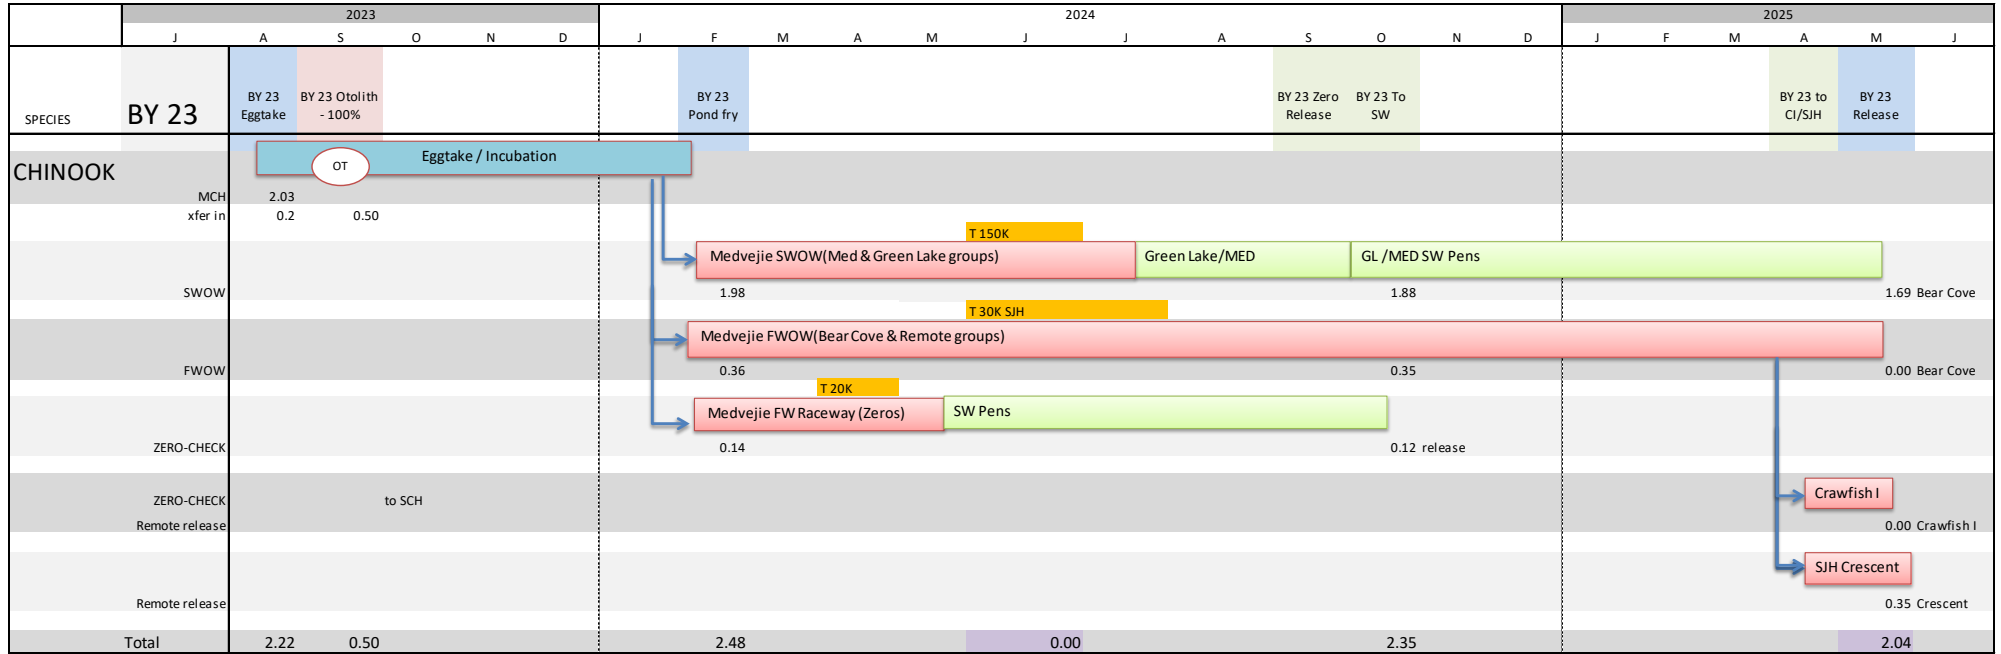 2023 2024 2025
J A S O N D J F M A M J J A S O N D J F M A M J
SPECIES BY 23 BY 23 Eggtake BY 23 Otolith - 100% BY 23 Pond fry BY 23 Zero Release BY 23 To SW BY 23 to CI/SJH BY 23 Release
Eggtake / Incubation
OT
CHINOOK
MCH 2.03
xfer in 0.2 0.50
T 150K
Medvejie SWOW(Med & Green Lake groups) Green Lake/MED GL /MED SW Pens
SWOW 1.98 1.88 1.69 Bear Cove
T 30K SJH
Medvejie FWOW(Bear Cove & Remote groups)
FWOW 0.36 0.35 0.00 Bear Cove
T 20K
Medvejie FW Raceway (Zeros) SW Pens
ZERO-CHECK 0.14 0.12 release
Crawfish I
ZERO-CHECK to SCH
Remote release 0.00 Crawfish I
SJH Crescent
Remote release 0.35 Crescent
Total 2.22 0.50 2.48 0.00 2.35 2.04